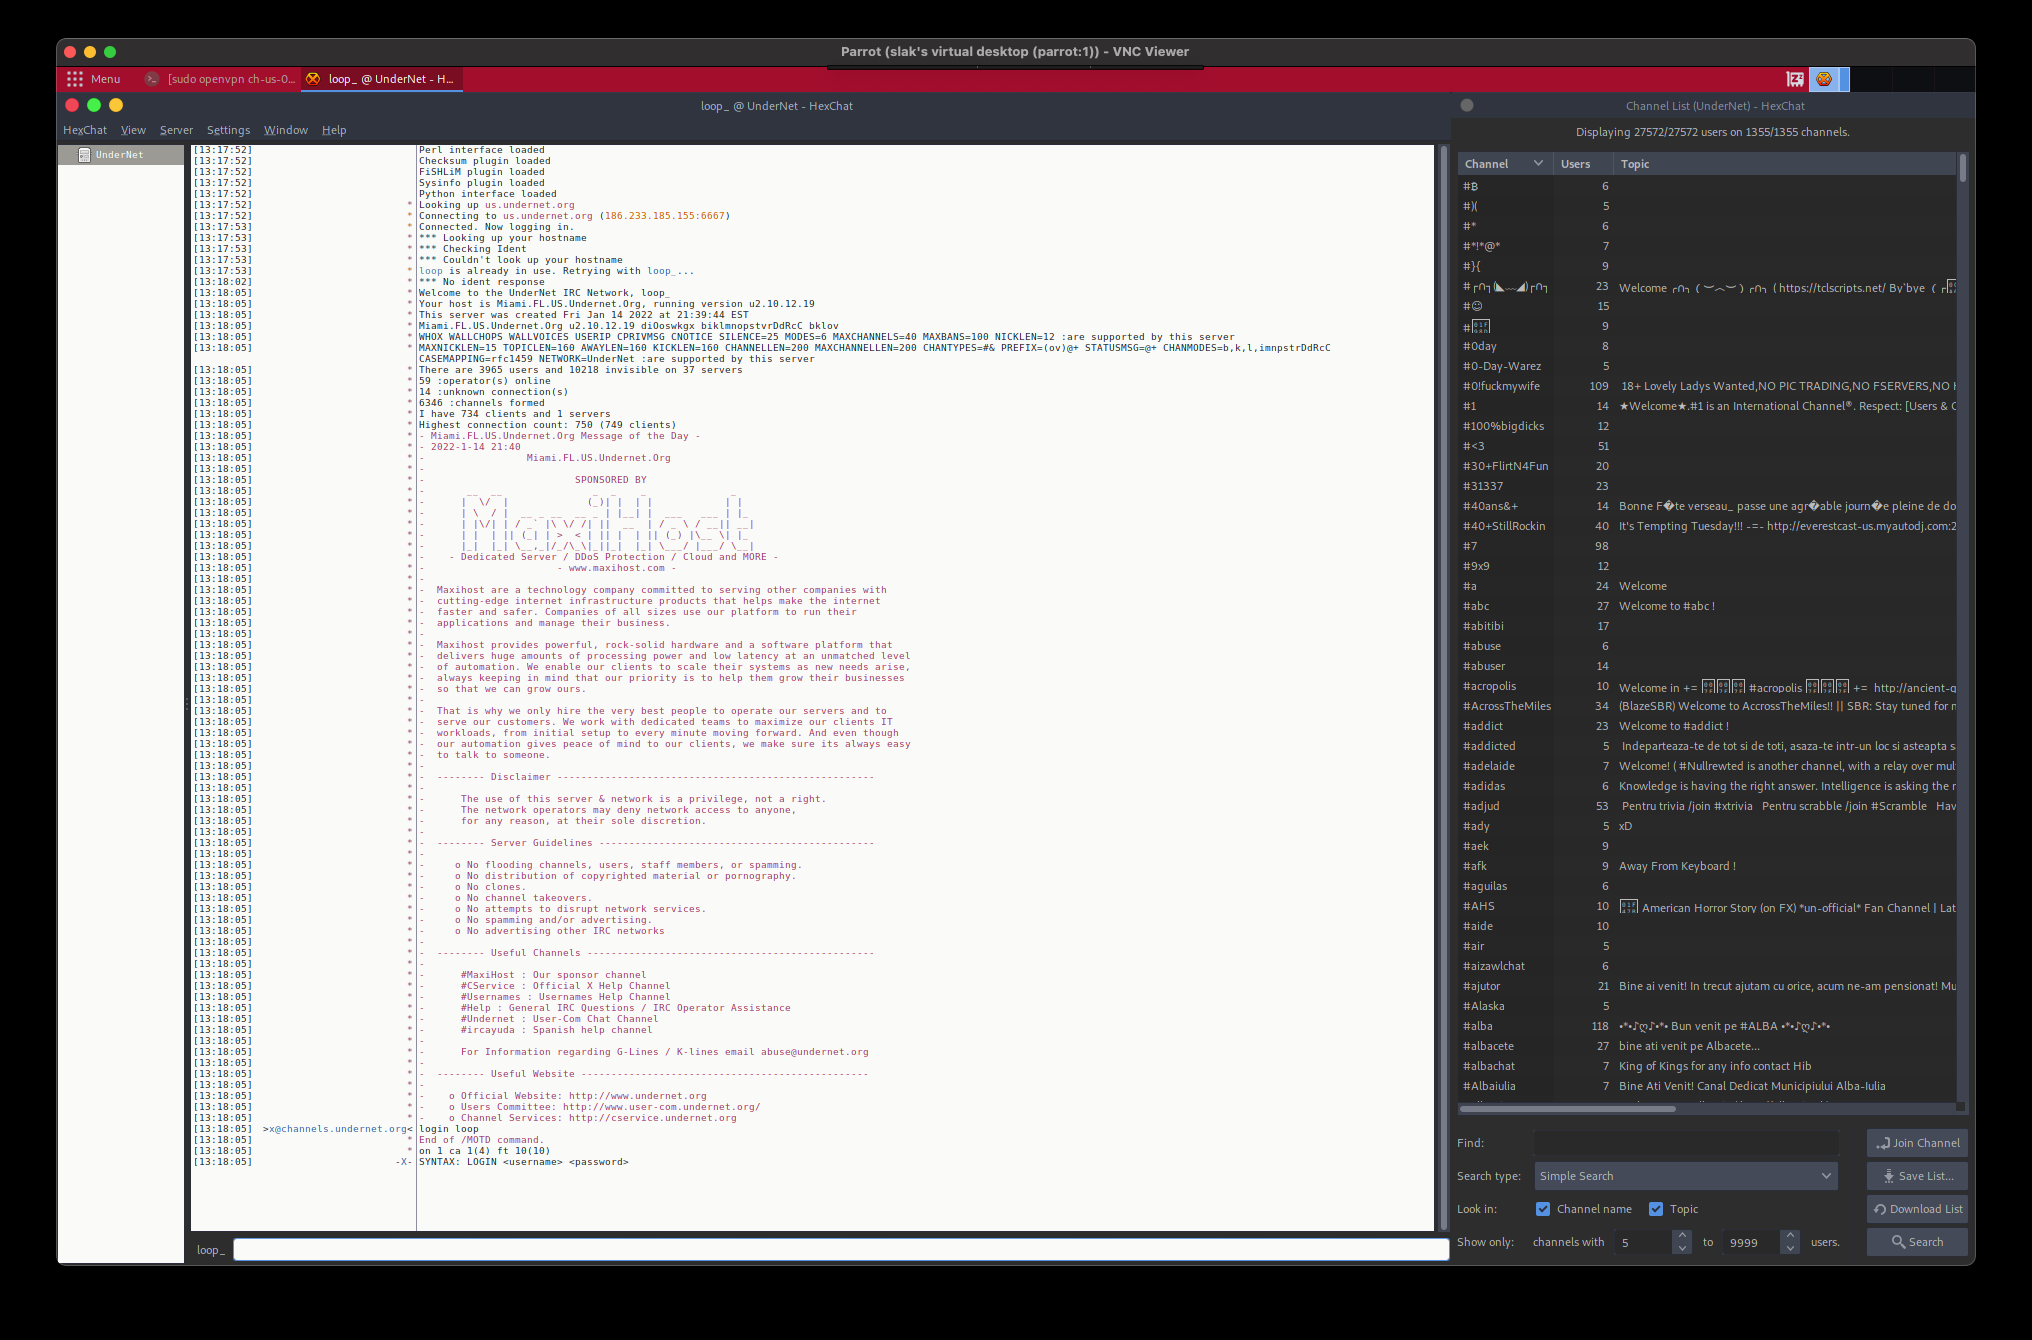 Parrot (slak's virtual desktop (parrot:1)) - VNC Viewer
Menu
[sudo openvpn ch-us-0...
loop_ @ UnderNet - H...
loop_ @ UnderNet - HexChat
HexChat View Server Settings Window Help
UnderNet
[13:17:52] Perl interface loaded
[13:17:52] Checksum plugin loaded
[13:17:52] FiSHLiM plugin loaded
[13:17:52] Sysinfo plugin loaded
[13:17:52] Python interface loaded
[13:17:52] * Looking up us.undernet.org
[13:17:52] * Connecting to us.undernet.org (186.233.185.155:6667)
[13:17:53] * Connected. Now logging in.
[13:17:53] * *** Looking up your hostname
[13:17:53] * *** Checking Ident
[13:17:53] * *** Couldn't look up your hostname
[13:17:53] * loop is already in use. Retrying with loop_...
[13:18:02] * *** No ident response
[13:18:05] * Welcome to the UnderNet IRC Network, loop_
[13:18:05] * Your host is Miami.FL.US.Undernet.Org, running version u2.10.12.19
[13:18:05] * This server was created Fri Jan 14 2022 at 21:39:44 EST
[13:18:05] * Miami.FL.US.Undernet.Org u2.10.12.19 diOoswkgx biklmnopstvrDdRcC bklov
[13:18:05] * WHOX WALLCHOPS WALLVOICES USERIP CPRIVMSG CNOTICE SILENCE=25 MODES=6 MAXCHANNELS=40 MAXBANS=100 NICKLEN=12 :are supported by this server
[13:18:05] * MAXNICKLEN=15 TOPICLEN=160 AWAYLEN=160 KICKLEN=160 CHANNELLEN=200 MAXCHANNELLEN=200 CHANTYPES=#& PREFIX=(ov)@+ STATUSMSG=@+ CHANMODES=b,k,l,imnpstrDdRcC
CASEMAPPING=rfc1459 NETWORK=UnderNet :are supported by this server
[13:18:05] * There are 3965 users and 10218 invisible on 37 servers
[13:18:05] * 59 :operator(s) online
[13:18:05] * 14 :unknown connection(s)
[13:18:05] * 6346 :channels formed
[13:18:05] * I have 734 clients and 1 servers
[13:18:05] * Highest connection count: 750 (749 clients)
[13:18:05] * - Miami.FL.US.Undernet.Org Message of the Day -
[13:18:05] * - 2022-1-14 21:40
[13:18:05] * - Miami.FL.US.Undernet.Org
[13:18:05] * -
[13:18:05] * - SPONSORED BY
MaxiHost
[13:18:05] * - - Dedicated Server / DDoS Protection / Cloud and MORE -
[13:18:05] * - - www.maxihost.com -
[13:18:05] * -
[13:18:05] * - Maxihost are a technology company committed to serving other companies with
[13:18:05] * - cutting-edge internet infrastructure products that helps make the internet
[13:18:05] * - faster and safer. Companies of all sizes use our platform to run their
[13:18:05] * - applications and manage their business.
[13:18:05] * -
[13:18:05] * - Maxihost provides powerful, rock-solid hardware and a software platform that
[13:18:05] * - delivers huge amounts of processing power and low latency at an unmatched level
[13:18:05] * - of automation. We enable our clients to scale their systems as new needs arise,
[13:18:05] * - always keeping in mind that our priority is to help them grow their businesses
[13:18:05] * - so that we can grow ours.
[13:18:05] * -
[13:18:05] * - That is why we only hire the very best people to operate our servers and to
[13:18:05] * - serve our customers. We work with dedicated teams to maximize our clients IT
[13:18:05] * - workloads, from initial setup to every minute moving forward. And even though
[13:18:05] * - our automation gives peace of mind to our clients, we make sure its always easy
[13:18:05] * - to talk to someone.
[13:18:05] * -
[13:18:05] * - -------- Disclaimer -----------------------------------------------------
[13:18:05] * -
[13:18:05] * - The use of this server & network is a privilege, not a right.
[13:18:05] * - The network operators may deny network access to anyone,
[13:18:05] * - for any reason, at their sole discretion.
[13:18:05] * -
[13:18:05] * - -------- Server Guidelines ----------------------------------------------
[13:18:05] * -
[13:18:05] * - o No flooding channels, users, staff members, or spamming.
[13:18:05] * - o No distribution of copyrighted material or pornography.
[13:18:05] * - o No clones.
[13:18:05] * - o No channel takeovers.
[13:18:05] * - o No attempts to disrupt network services.
[13:18:05] * - o No spamming and/or advertising.
[13:18:05] * - o No advertising other IRC networks
[13:18:05] * -
[13:18:05] * - -------- Useful Channels ------------------------------------------------
[13:18:05] * -
[13:18:05] * - #MaxiHost : Our sponsor channel
[13:18:05] * - #CService : Official X Help Channel
[13:18:05] * - #Usernames : Usernames Help Channel
[13:18:05] * - #Help : General IRC Questions / IRC Operator Assistance
[13:18:05] * - #Undernet : User-Com Chat Channel
[13:18:05] * - #ircayuda : Spanish help channel
[13:18:05] * -
[13:18:05] * - For Information regarding G-Lines / K-lines email abuse@undernet.org
[13:18:05] * -
[13:18:05] * - -------- Useful Website ------------------------------------------------
[13:18:05] * -
[13:18:05] * - o Official Website: http://www.undernet.org
[13:18:05] * - o Users Committee: http://www.user-com.undernet.org/
[13:18:05] * - o Channel Services: http://cservice.undernet.org
[13:18:05] >x@channels.undernet.org< login loop
[13:18:05] * End of /MOTD command.
[13:18:05] * on 1 ca 1(4) ft 10(10)
[13:18:05] -X- SYNTAX: LOGIN <username> <password>
loop_
Channel List (UnderNet) - HexChat
Displaying 27572/27572 users on 1355/1355 channels.
Channel Users Topic
#₿ 6
#)( 5
#* 6
#*!*@* 7
#}{ 9
#┌∩┐(◣﹏◢)┌∩┐ 23 Welcome ┌∩┐ ( ︶︿︶ ) ┌∩┐ ( https://tclscripts.net/ By`bye ( ┌
#☺ 15
# 9
#0day 8
#0-Day-Warez 5
#0!fuckmywife 109 18+ Lovely Ladys Wanted,NO PIC TRADING,NO FSERVERS,NO
#1 14 ★Welcome★.#1 is an International Channel®. Respect: [Users &
#100%bigdicks 12
#<3 51
#30+FlirtN4Fun 20
#31337 23
#40ans&+ 14 Bonne F�te verseau_ passe une agr�able journ�e pleine de do
#40+StillRockin 40 It's Tempting Tuesday!!! -=- http://everestcast-us.myautodj.com:2
#7 98
#9x9 12
#a 24 Welcome
#abc 27 Welcome to #abc !
#abitibi 17
#abuse 6
#abuser 14
#acropolis 10 Welcome in += #acropolis += http://ancient-
#AcrossTheMiles 34 (BlazeSBR) Welcome to AccrossTheMiles!! || SBR: Stay tuned for
#addict 23 Welcome to #addict !
#addicted 5 Indeparteaza-te de tot si de toti, asaza-te intr-un loc si asteapta
#adelaide 7 Welcome! ( #Nullrewted is another channel, with a relay over mul
#adidas 6 Knowledge is having the right answer. Intelligence is asking the
#adjud 53 Pentru trivia /join #xtrivia Pentru scrabble /join #Scramble Hav
#ady 5 xD
#aek 9
#afk 9 Away From Keyboard !
#aguilas 6
#AHS 10 American Horror Story (on FX) *un-official* Fan Channel | Lat
#aide 10
#air 5
#aizawlchat 6
#ajutor 21 Bine ai venit! In trecut ajutam cu orice, acum ne-am pensionat! Mu
#Alaska 5
#alba 118 •*•♪ღ♪•*• Bun venit pe #ALBA •*•♪ღ♪•*•
#albacete 27 bine ati venit pe Albacete...
#albachat 7 King of Kings for any info contact Hib
#Albaiulia 7 Bine Ati Venit! Canal Dedicat Municipiului Alba-Iulia
Find:
Join Channel
Search type: Simple Search
Save List...
Look in: Channel name Topic
Download List
Show only: channels with 5 to 9999 users.
Search